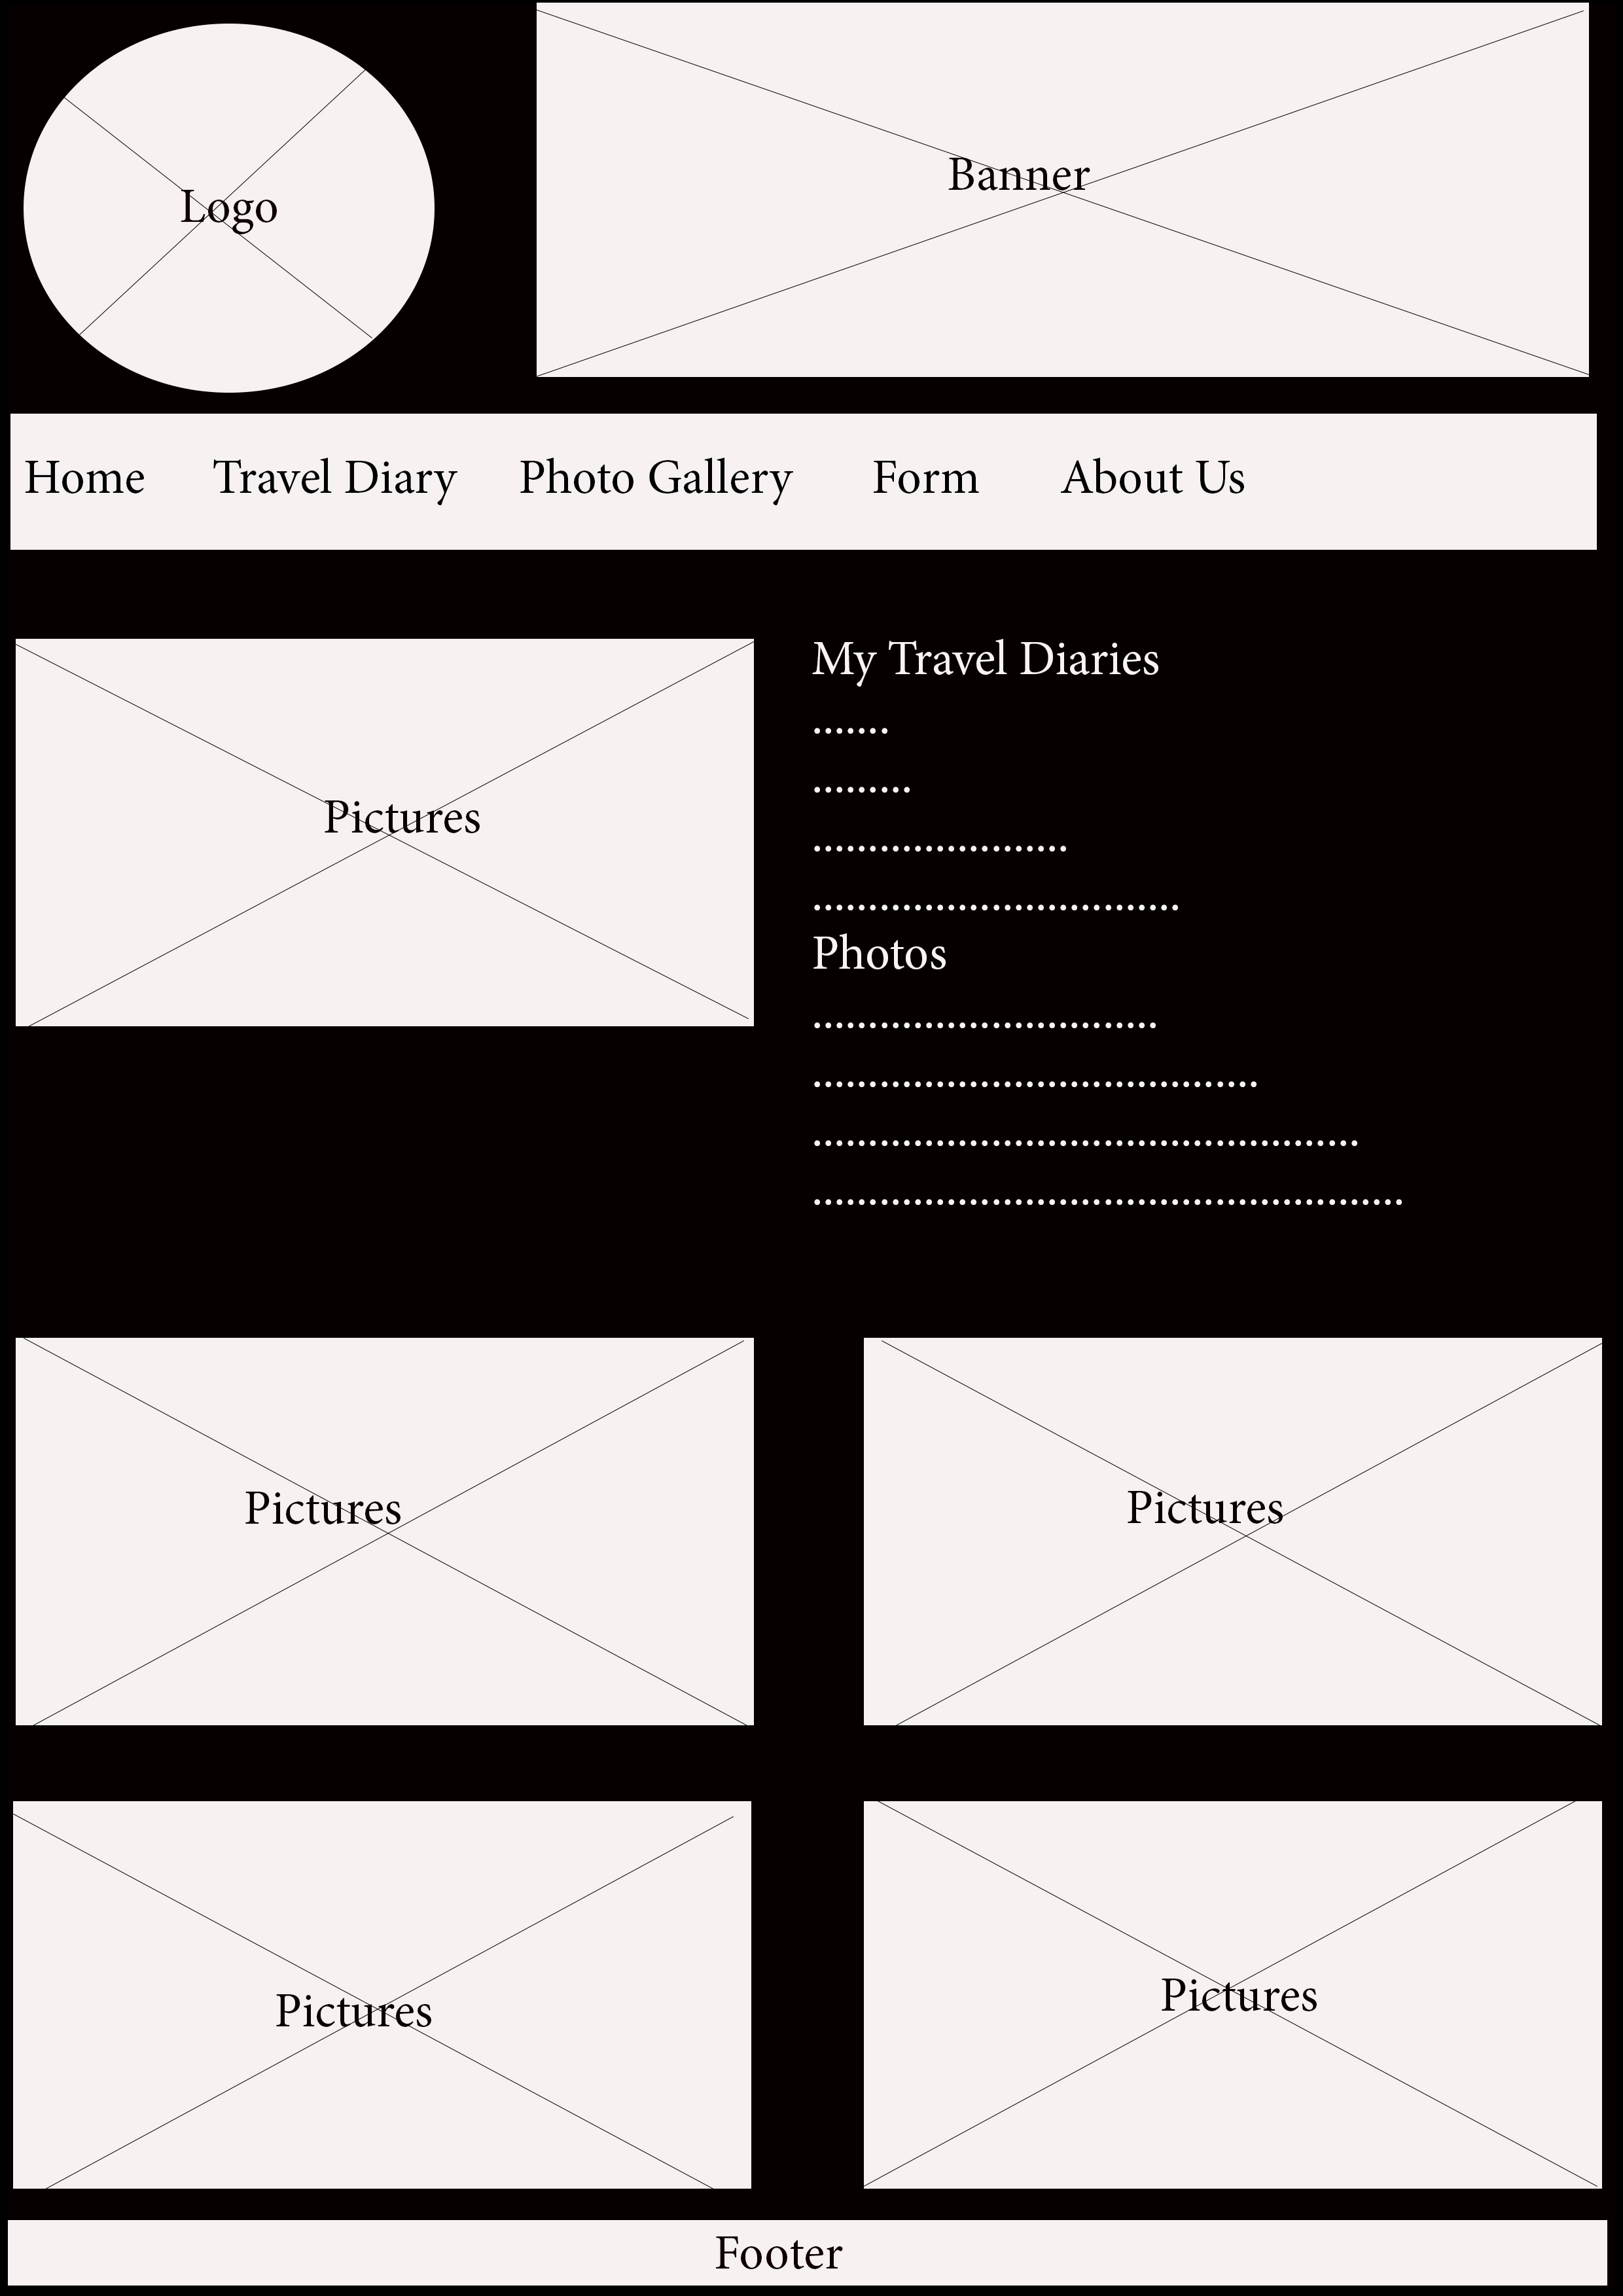 Logo
Banner
Home Travel Diary Photo Gallery Form About Us
Pictures
My Travel Diaries
.......
.........
.......................
.................................
Photos
...............................
........................................
.................................................
.....................................................
Pictures
Pictures
Pictures
Pictures
Footer